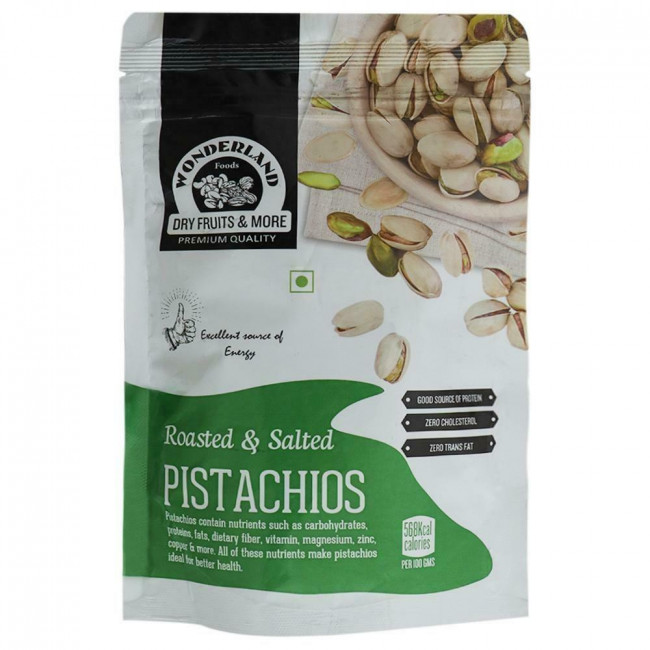 WONDERLAND
Foods
DRY FRUITS & MORE
PREMIUM QUALITY
Excellent source of
Energy
GOOD SOURCE OF PROTEIN
ZERO CHOLESTEROL
ZERO TRANS FAT
Roasted & Salted
PISTACHIOS
Pistachios contain nutrients such as carbohydrates,
proteins, fats, dietary fiber, vitamin, magnesium, zinc,
copper & more. All of these nutrients make pistachios
ideal for better health.
568Kcal
calories
PER 100 GMS